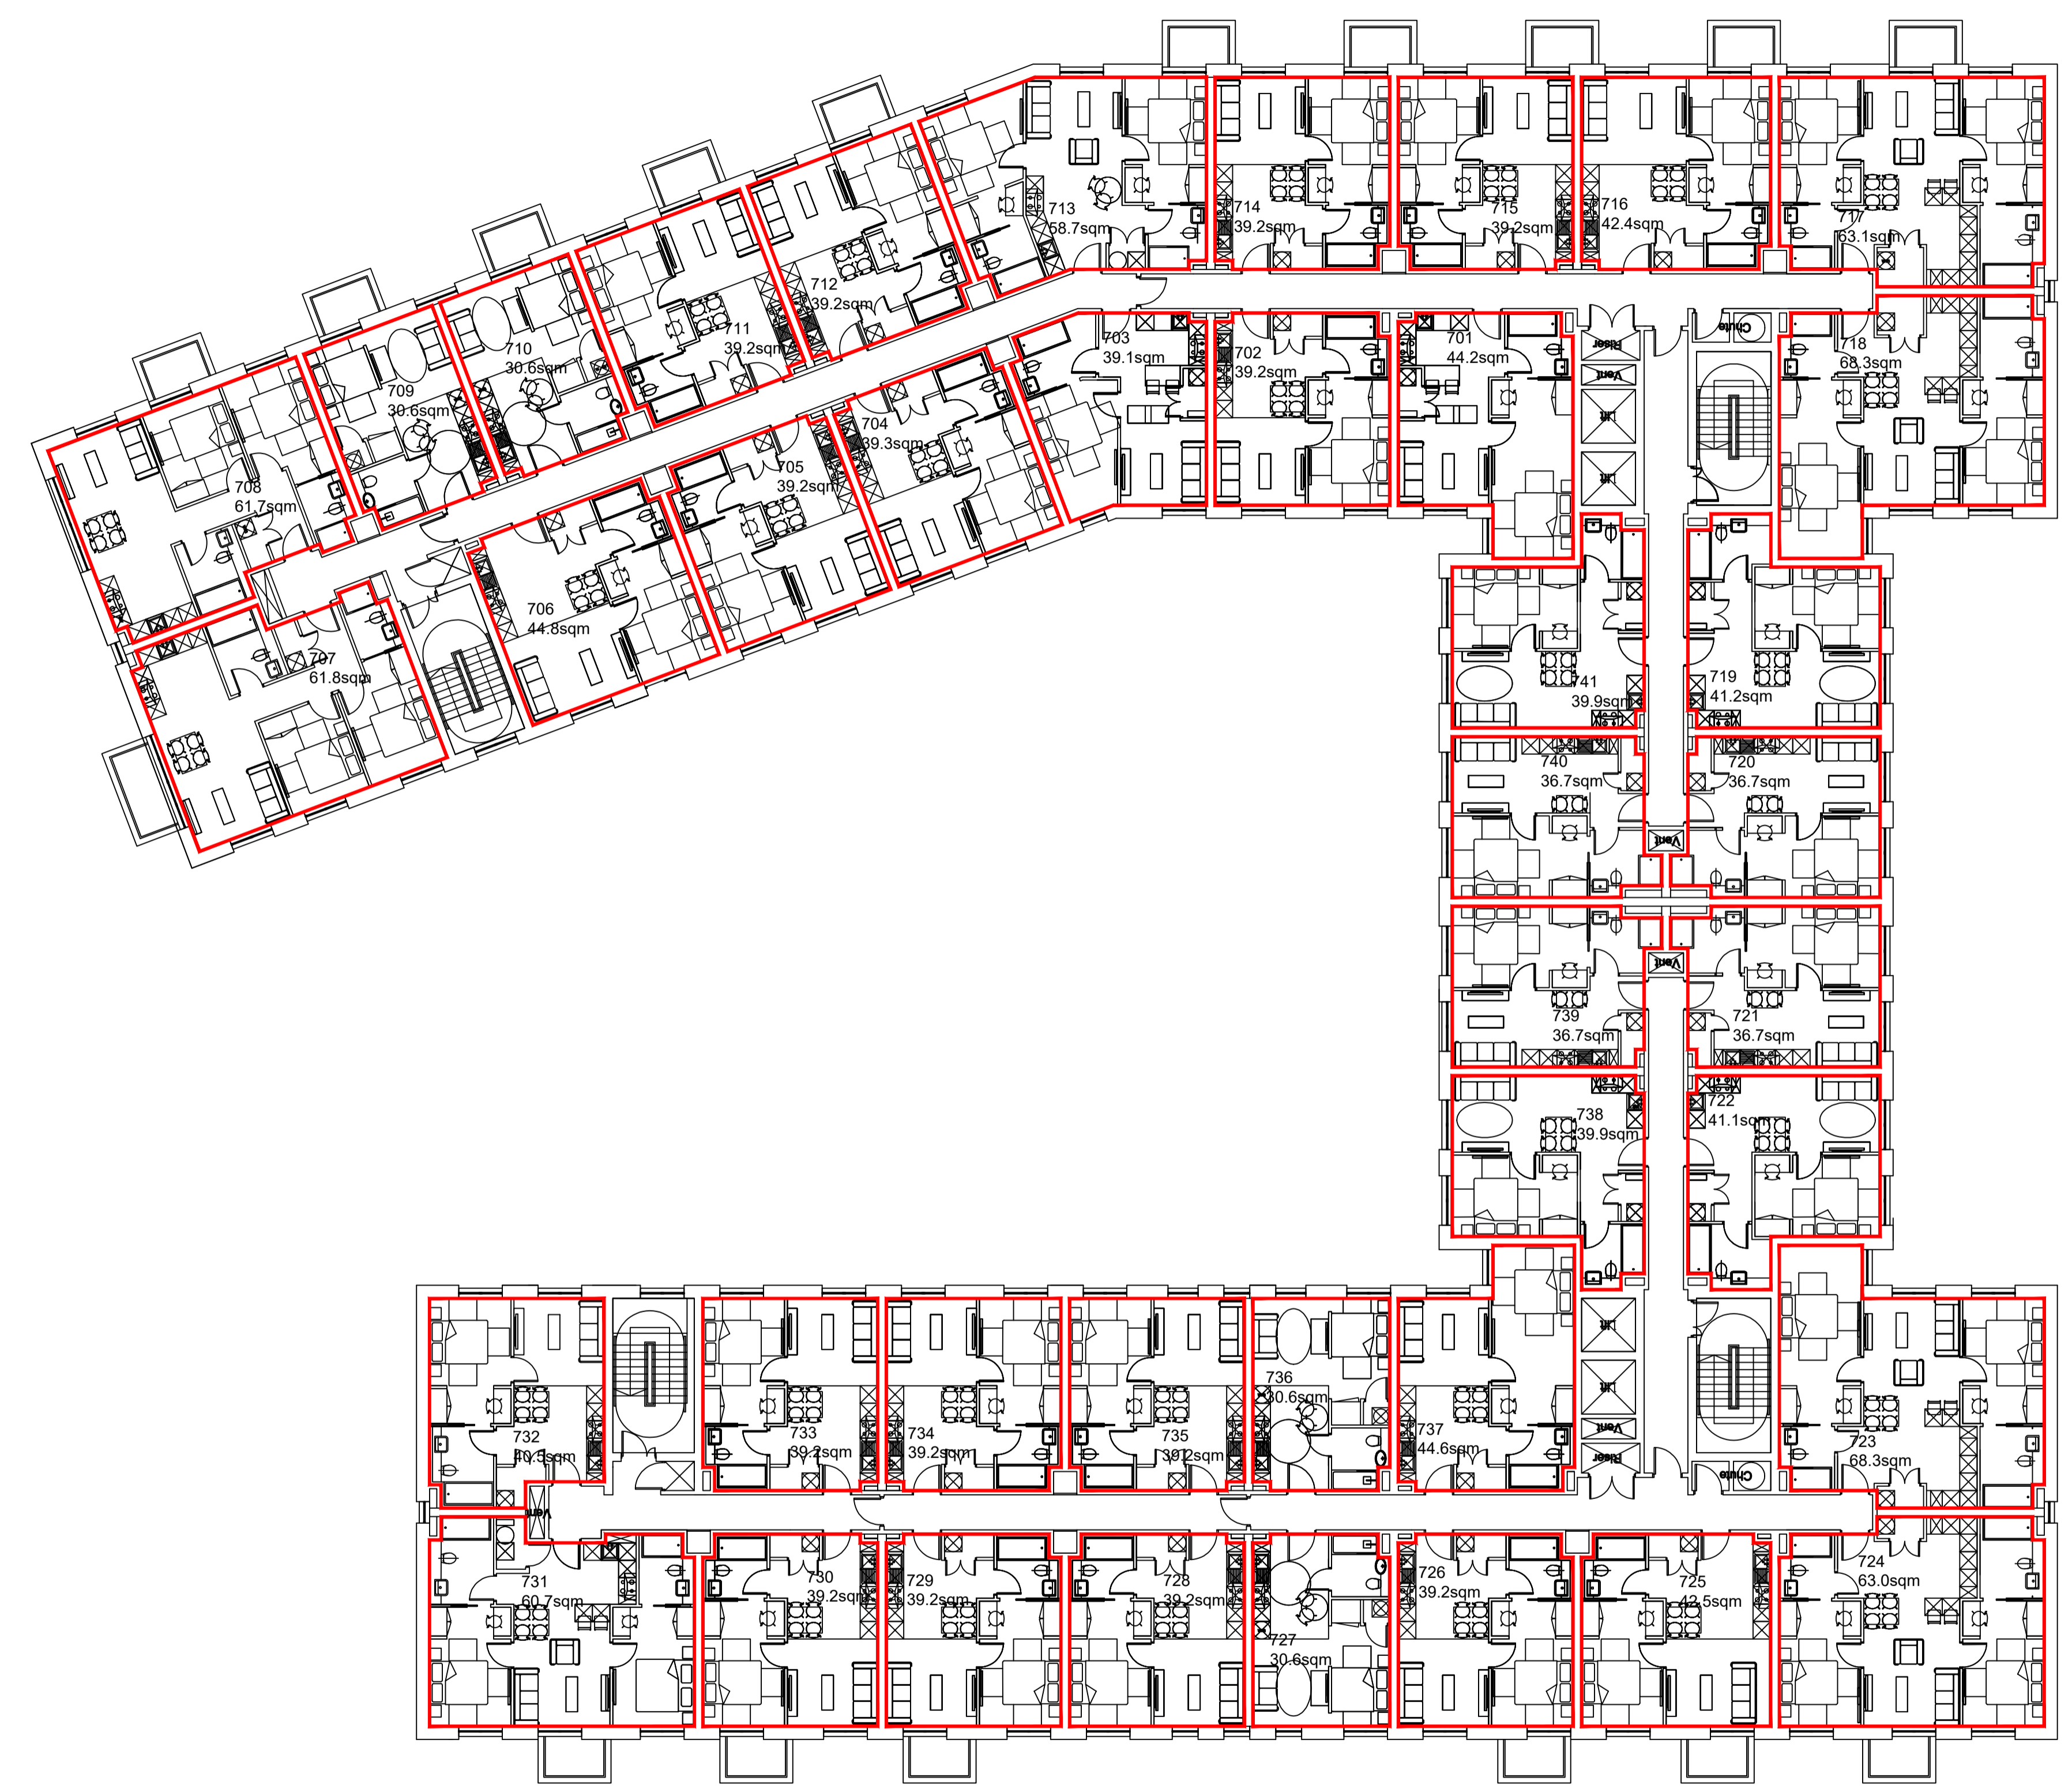 713
58.7sqm
714
39.2sqm
715
39.2sqm
716
42.4sqm
717
63.1sqm
712
39.2sqm
711
39.2sqm
710
30.6sqm
709
30.6sqm
708
61.7sqm
703
39.1sqm
702
39.2sqm
701
44.2sqm
Riser
Vent
Lift
Lift
Chute
718
68.3sqm
704
39.3sqm
705
39.2sqm
706
44.8sqm
707
61.8sqm
741
39.9sqm
719
41.2sqm
740
36.7sqm
720
36.7sqm
Vent
Vent
739
36.7sqm
721
36.7sqm
738
39.9sqm
722
41.1sqm
732
40.5sqm
Vent
733
39.2sqm
734
39.2sqm
735
39.2sqm
736
30.6sqm
737
44.6sqm
Lift
Lift
Vent
Riser
Chute
723
68.3sqm
731
60.7sqm
730
39.2sqm
729
39.2sqm
728
39.2sqm
727
30.6sqm
726
39.2sqm
725
42.5sqm
724
63.0sqm